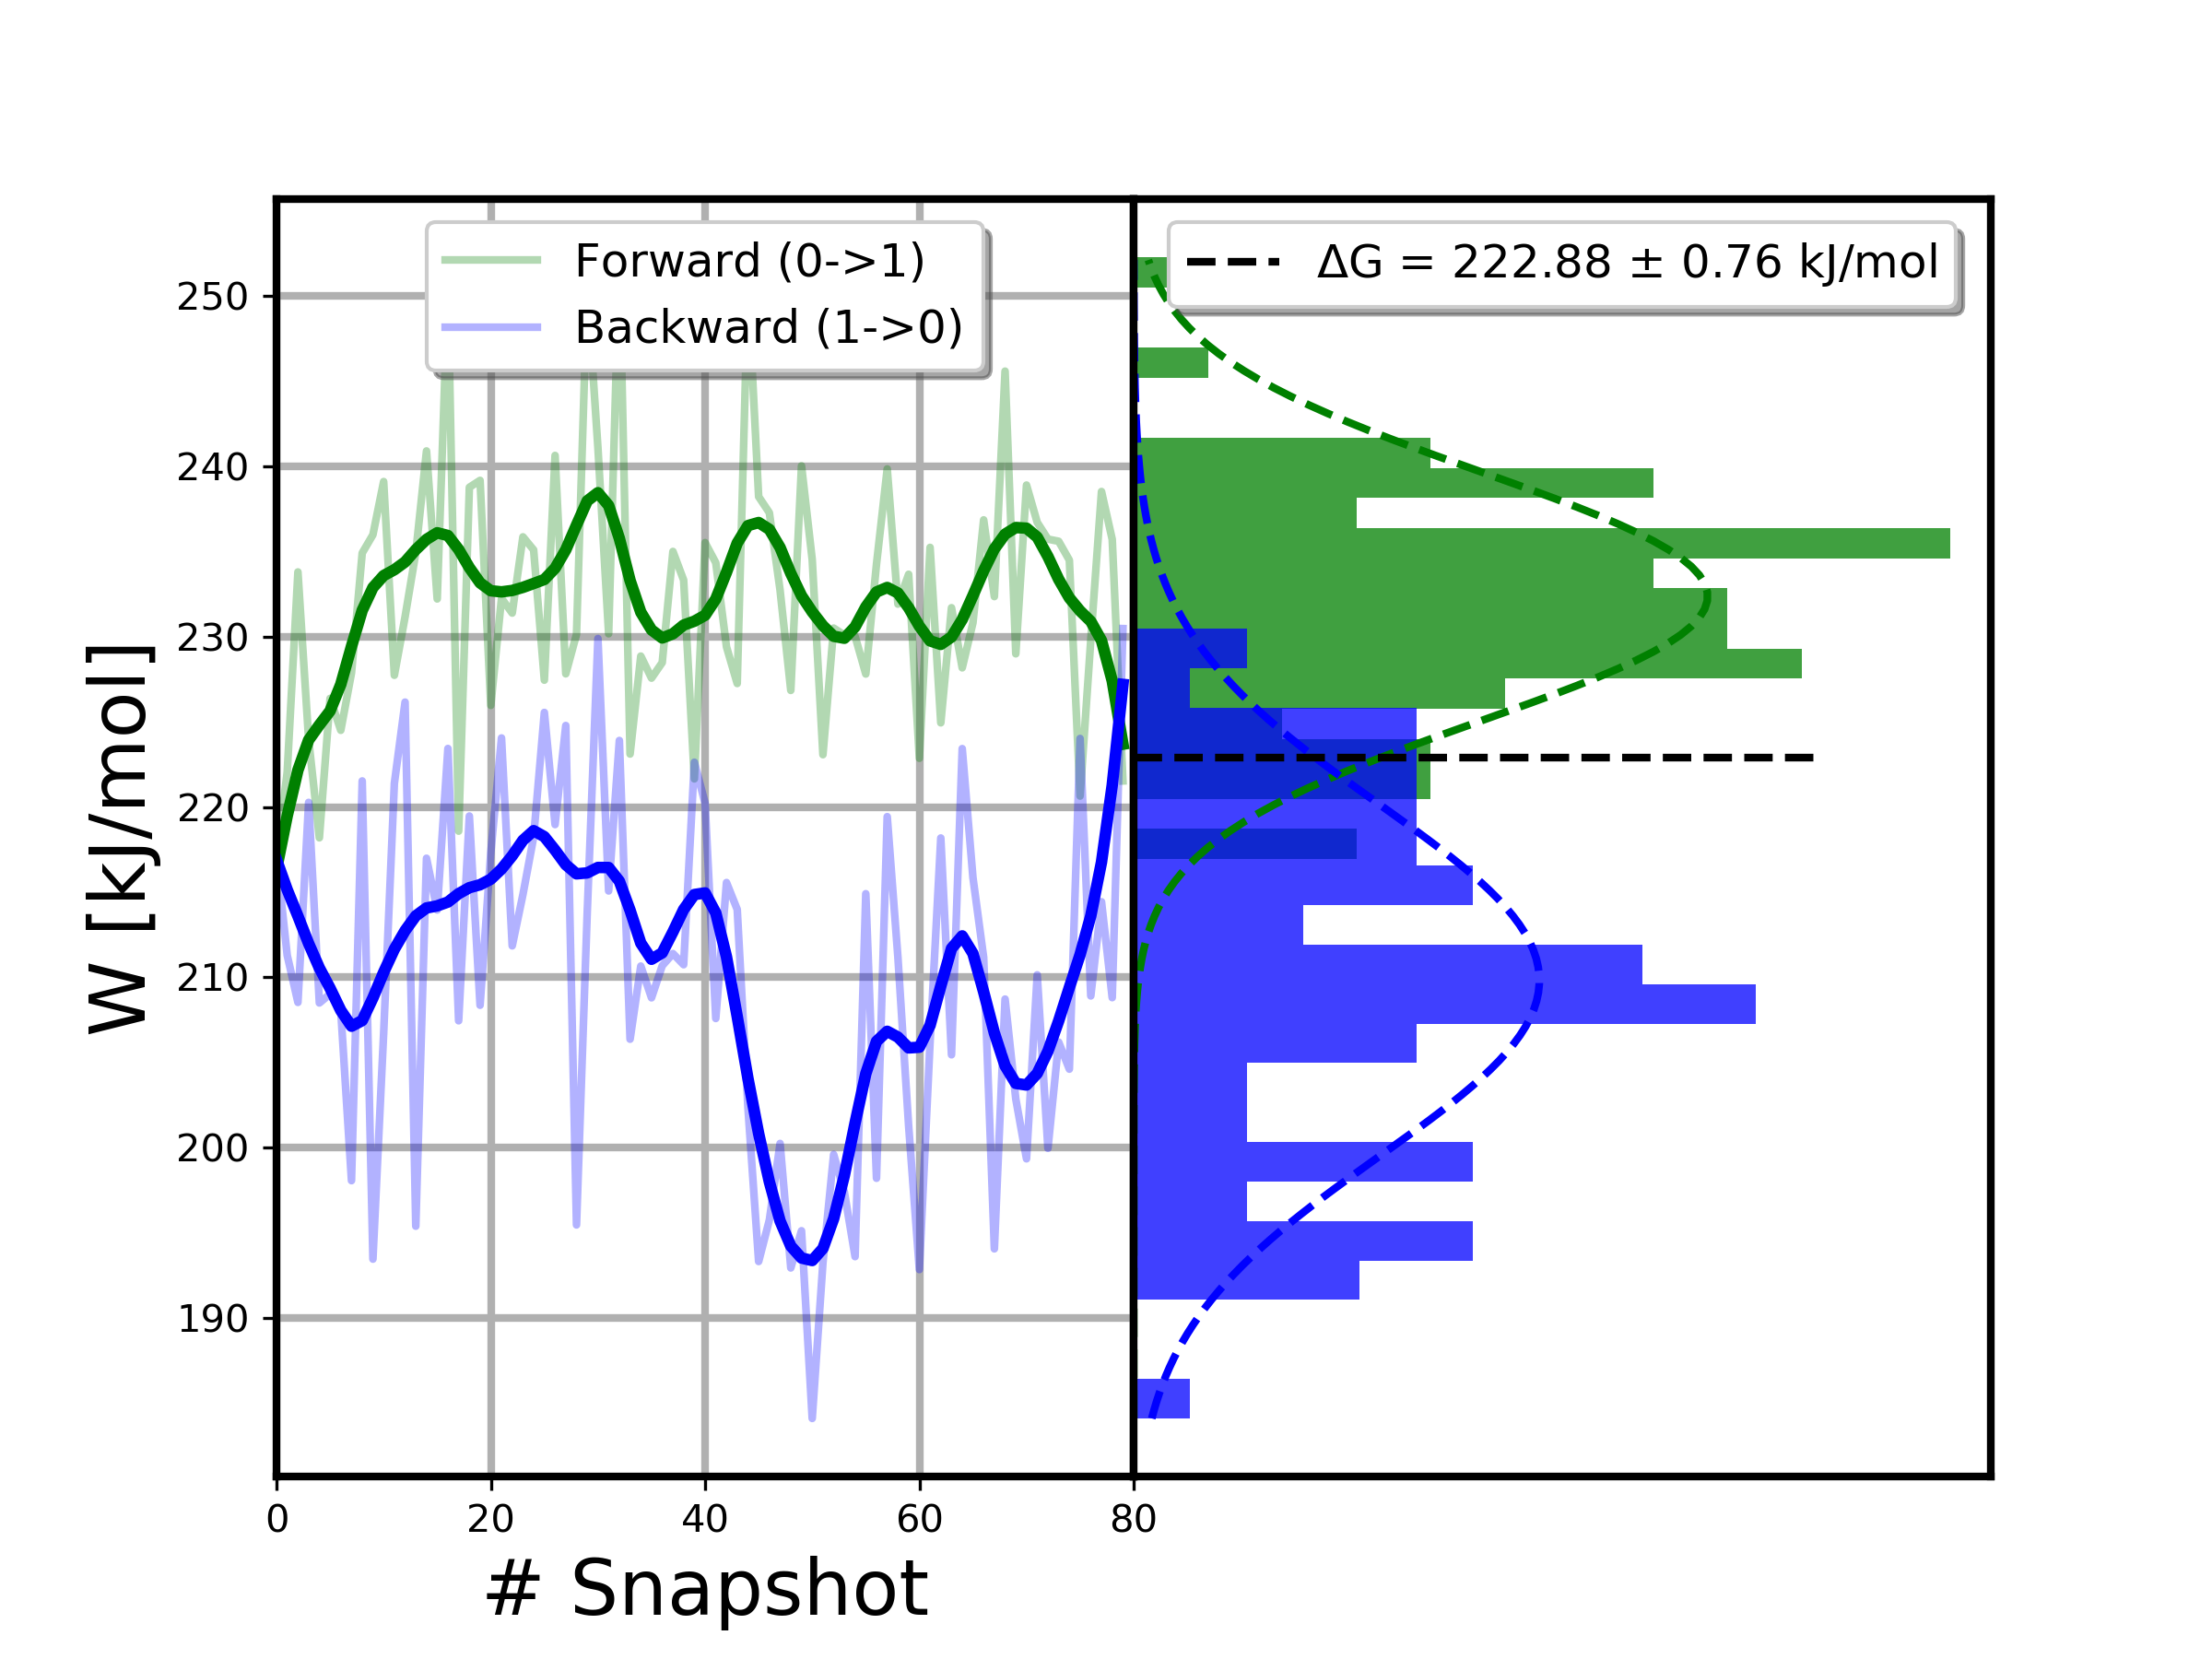 Forward (0->1)
Backward (1->0)
ΔG = 222.88 ± 0.76 kJ/mol
W [kJ/mol]
250
240
230
220
210
200
190
0 20 40 60 80
# Snapshot